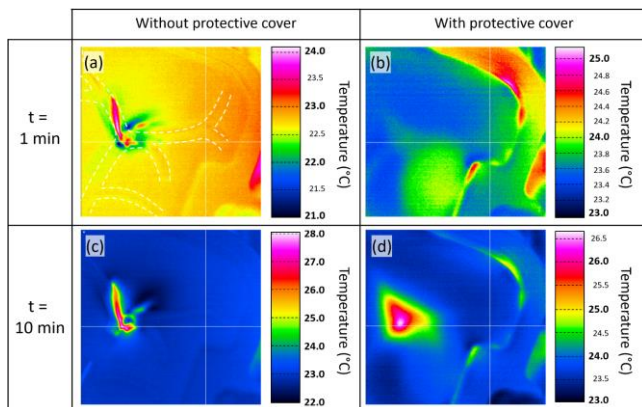 Without protective cover
With protective cover
t =
1 min
(a)
24.0
23.5
23.0
22.5
22.0
21.5
21.0
Temperature (°C)
(b)
25.0
24.8
24.6
24.4
24.2
24.0
23.8
23.6
23.4
23.2
23.0
Temperature (°C)
t =
10 min
(c)
28.0
27.0
26.0
25.0
24.0
23.0
22.0
Temperature (°C)
(d)
26.5
26.0
25.5
25.0
24.5
24.0
23.5
23.0
Temperature (°C)